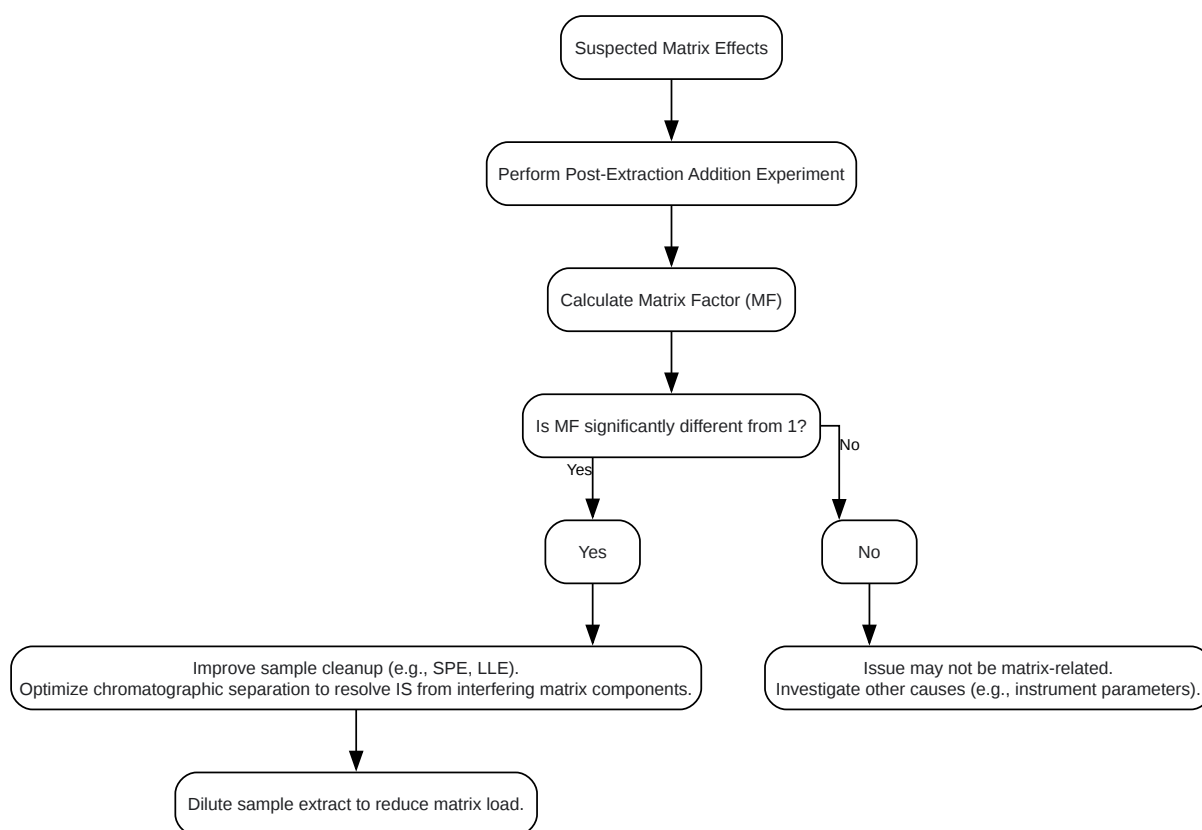 Suspected Matrix Effects
Perform Post-Extraction Addition Experiment
Calculate Matrix Factor (MF)
Is MF significantly different from 1?
Yes
No
Yes
No
Improve sample cleanup (e.g., SPE, LLE).
Optimize chromatographic separation to resolve IS from interfering matrix components.
Issue may not be matrix-related.
Investigate other causes (e.g., instrument parameters).
Dilute sample extract to reduce matrix load.